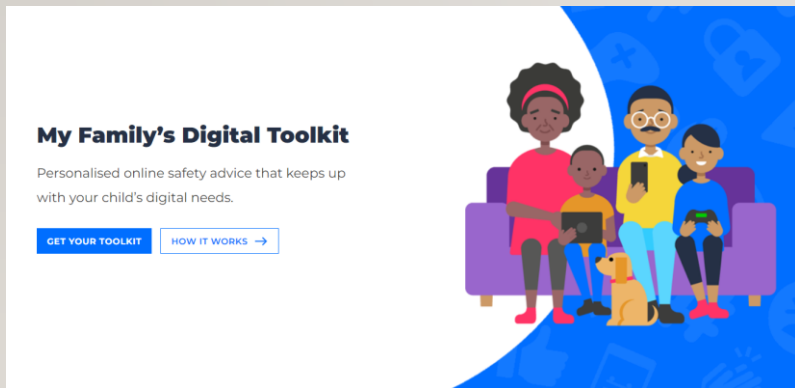 My Family's Digital Toolkit
Personalised online safety advice that keeps up
with your child's digital needs.
GET YOUR TOOLKIT
HOW IT WORKS →